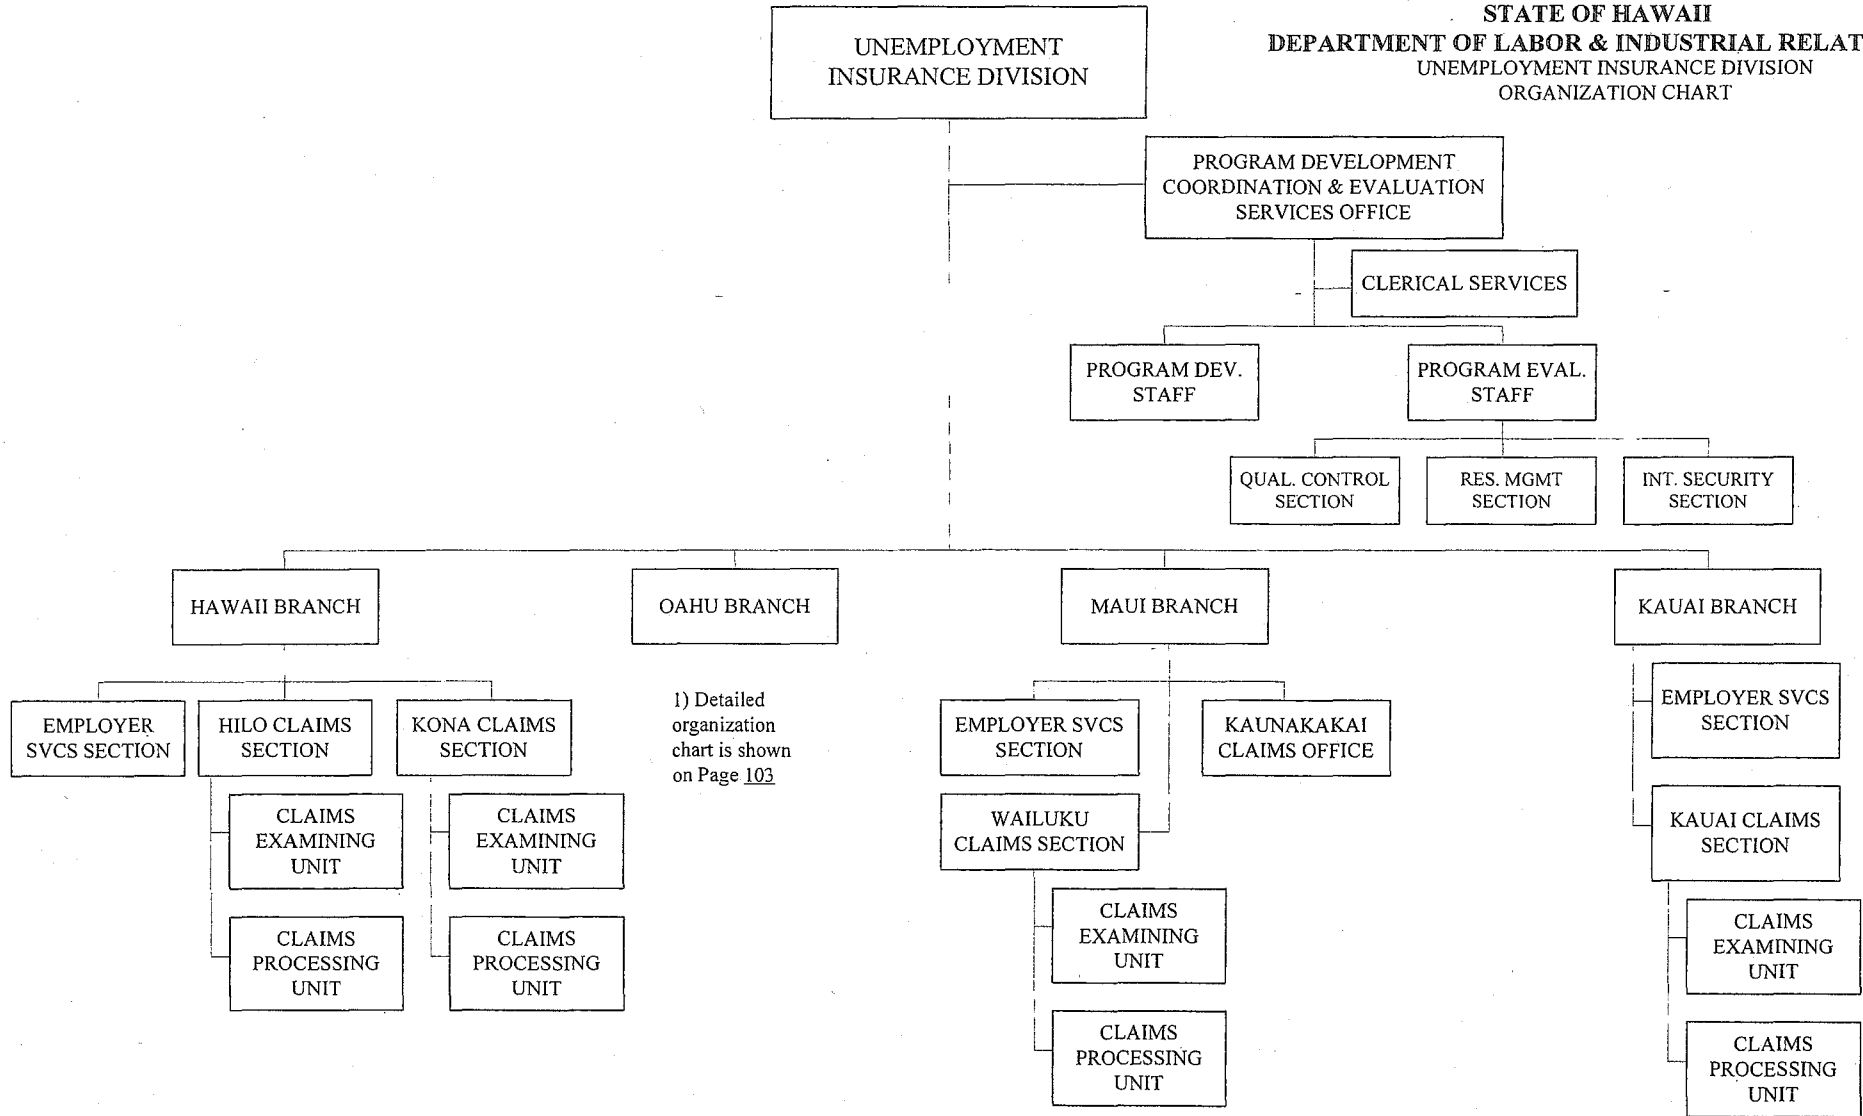 STATE OF HAWAII
DEPARTMENT OF LABOR & INDUSTRIAL RELAT
UNEMPLOYMENT INSURANCE DIVISION
ORGANIZATION CHART
UNEMPLOYMENT
INSURANCE DIVISION
PROGRAM DEVELOPMENT
COORDINATION & EVALUATION
SERVICES OFFICE
CLERICAL SERVICES
PROGRAM DEV.
STAFF
PROGRAM EVAL.
STAFF
QUAL. CONTROL
SECTION
RES. MGMT
SECTION
INT. SECURITY
SECTION
HAWAII BRANCH
OAHU BRANCH
MAUI BRANCH
KAUAI BRANCH
EMPLOYER
SVCS SECTION
HILO CLAIMS
SECTION
KONA CLAIMS
SECTION
CLAIMS
EXAMINING
UNIT
CLAIMS
PROCESSING
UNIT
CLAIMS
EXAMINING
UNIT
CLAIMS
PROCESSING
UNIT
1) Detailed
organization
chart is shown
on Page 103
EMPLOYER SVCS
SECTION
KAUNAKAKAI
CLAIMS OFFICE
WAILUKU
CLAIMS SECTION
CLAIMS
EXAMINING
UNIT
CLAIMS
PROCESSING
UNIT
EMPLOYER SVCS
SECTION
KAUAI CLAIMS
SECTION
CLAIMS
EXAMINING
UNIT
CLAIMS
PROCESSING
UNIT